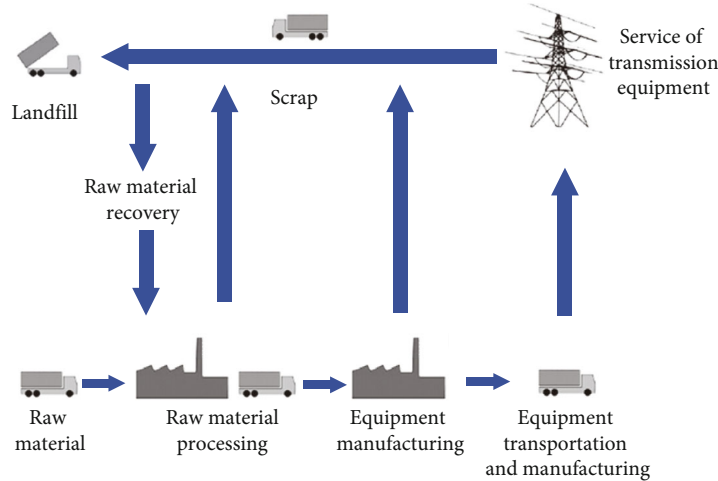 Service of
transmission
equipment
Landfill
Scrap
Raw material
recovery
Raw
material
Raw material
processing
Equipment
manufacturing
Equipment
transportation
and manufacturing